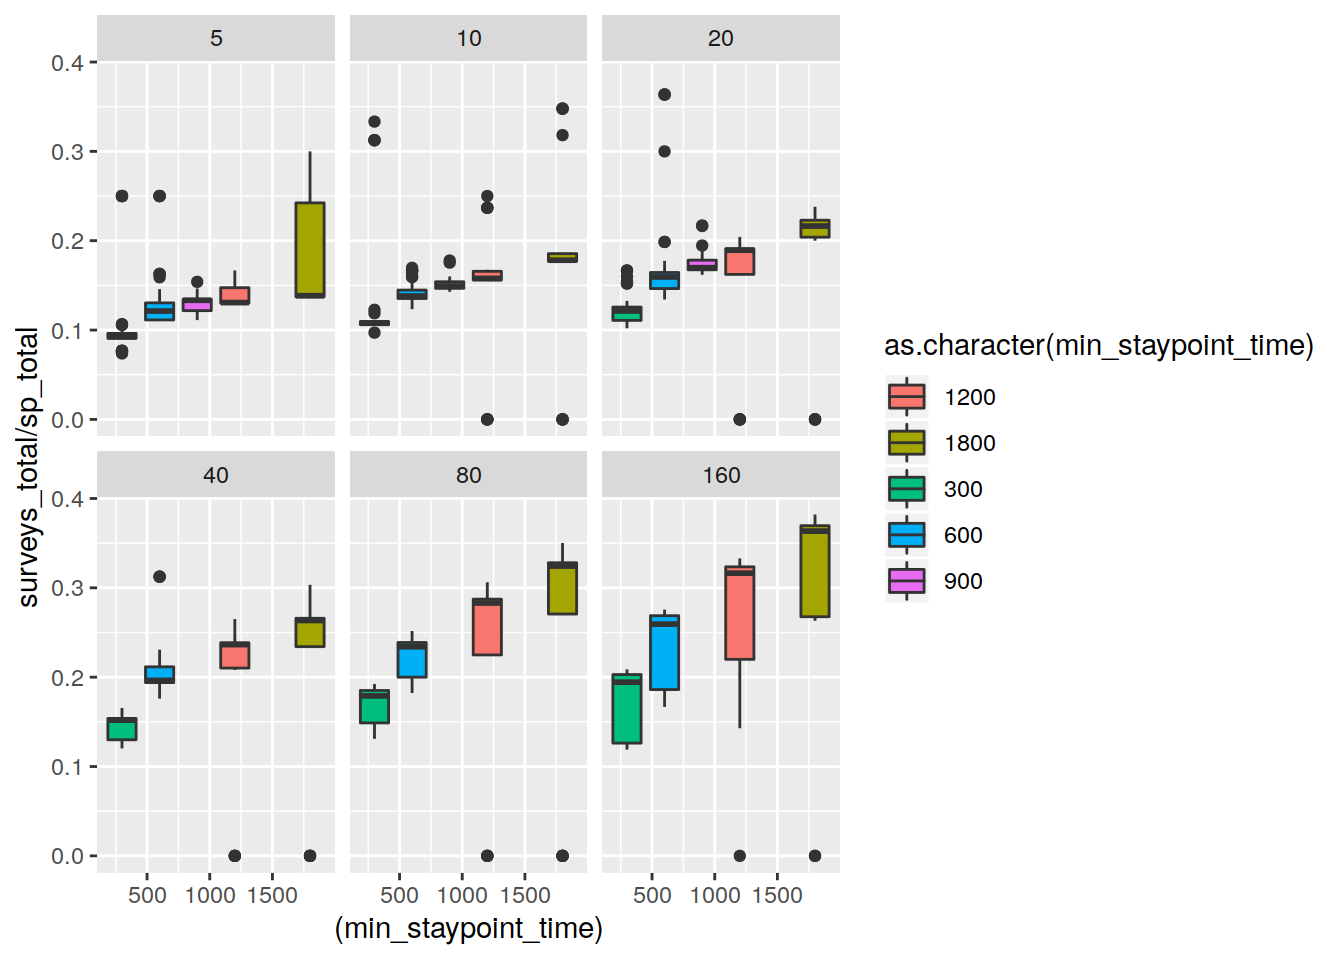 5 10 20
0.4
0.3
0.2
0.1
0.0
surveys_total/sp_total
40 80 160
0.4
0.3
0.2
0.1
0.0
500 1000 1500 500 1000 1500 500 1000 1500
(min_staypoint_time)
as.character(min_staypoint_time)
1200
1800
300
600
900